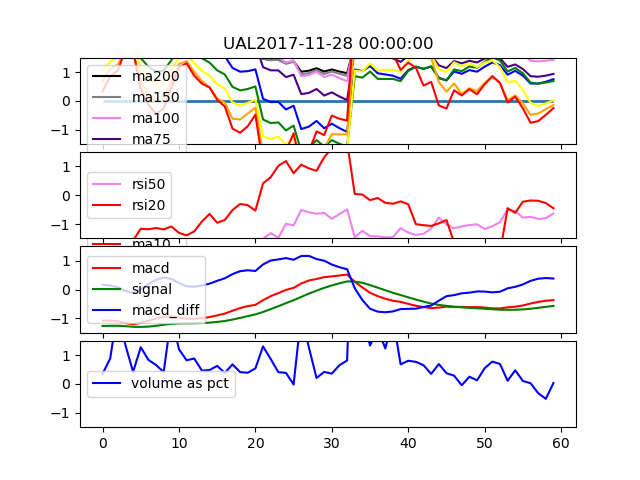 UAL2017-11-28 00:00:00
1
0
−1
ma200
ma150
ma100
ma75
1
0
−1
rsi50
rsi20
ma10
1
0
−1
macd
signal
macd_diff
1
0
−1
volume as pct
0 10 20 30 40 50 60